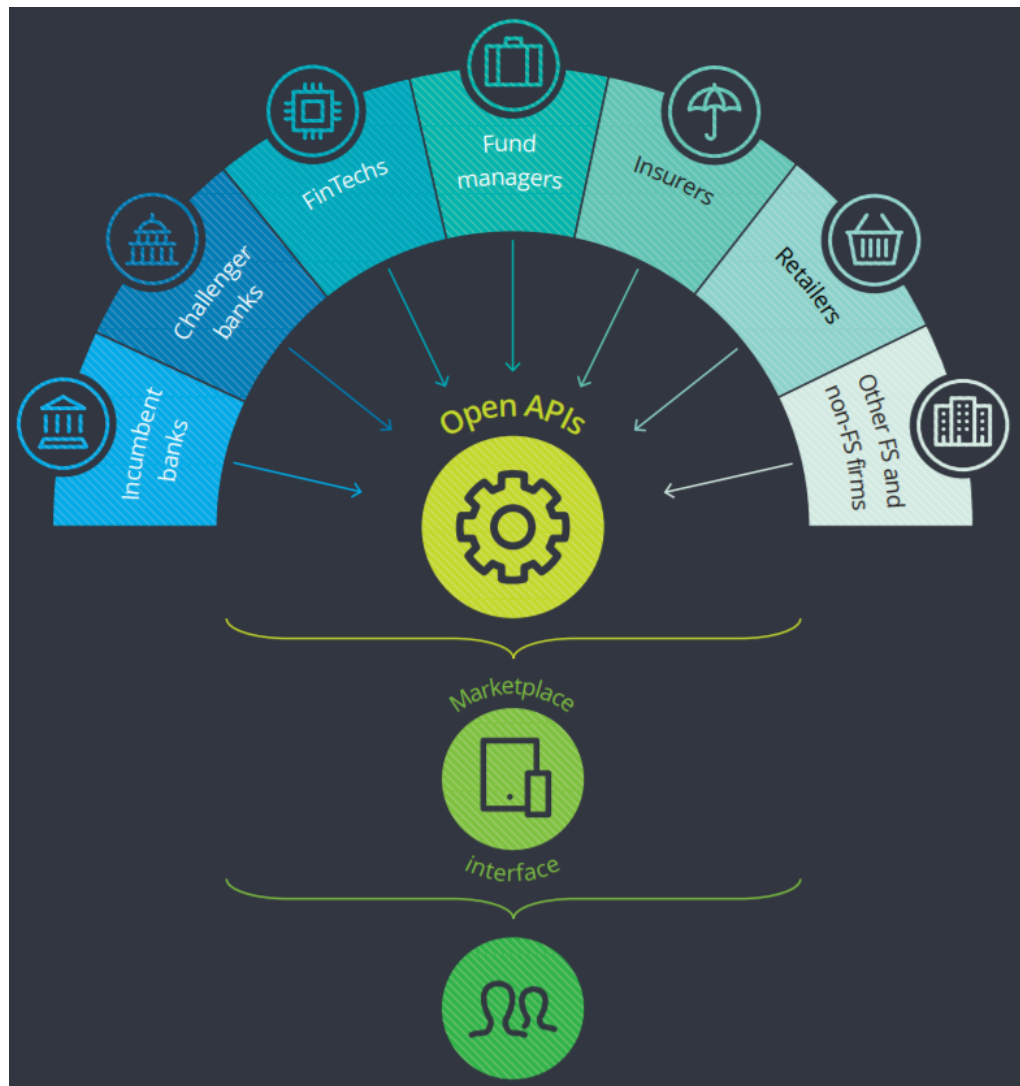 Incumbent
banks
Challenger
banks
FinTechs
Fund
managers
Insurers
Retailers
Other FS and
non-FS firms
Open APIs
Marketplace
interface